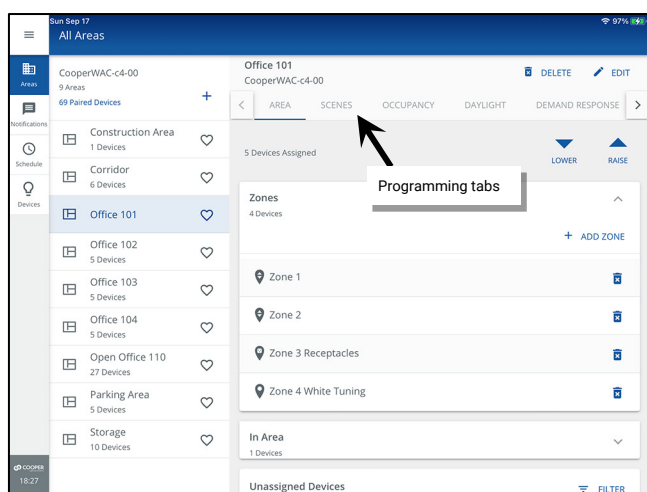 Sun Sep 17
97%
All Areas
Areas
Notifications
Schedule
Devices
COOPER
18:27
CooperWAC-c4-00
9 Areas
69 Paired Devices
+
Construction Area
1 Devices
Corridor
6 Devices
Office 101
Office 102
5 Devices
Office 103
5 Devices
Office 104
5 Devices
Open Office 110
27 Devices
Parking Area
5 Devices
Storage
10 Devices
Office 101
CooperWAC-c4-00
DELETE
EDIT
AREA SCENES OCCUPANCY DAYLIGHT DEMAND RESPONSE
Programming tabs
5 Devices Assigned
LOWER RAISE
Zones
4 Devices
+ ADD ZONE
Zone 1
Zone 2
Zone 3 Receptacles
Zone 4 White Tuning
In Area
1 Devices
Unassigned Devices
FILTER